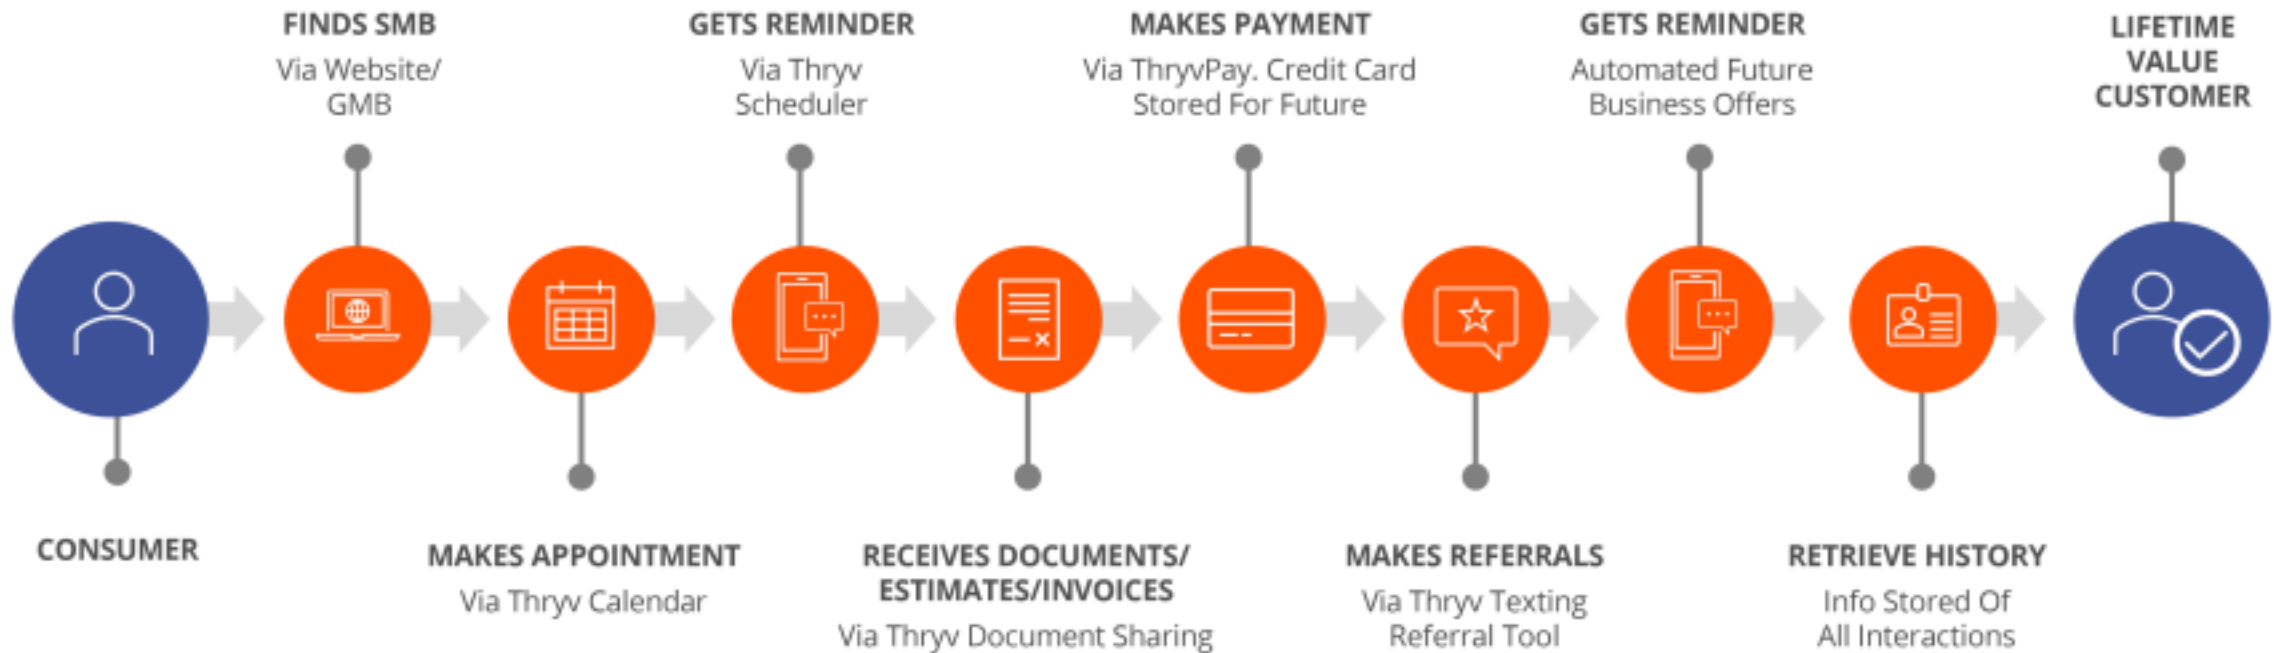 CONSUMER
FINDS SMB
Via Website/
GMB
MAKES APPOINTMENT
Via Thryv Calendar
GETS REMINDER
Via Thryv
Scheduler
RECEIVES DOCUMENTS/
ESTIMATES/INVOICES
Via Thryv Document Sharing
MAKES PAYMENT
Via ThryvPay. Credit Card
Stored For Future
MAKES REFERRALS
Via Thryv Texting
Referral Tool
GETS REMINDER
Automated Future
Business Offers
RETRIEVE HISTORY
Info Stored Of
All Interactions
LIFETIME
VALUE
CUSTOMER